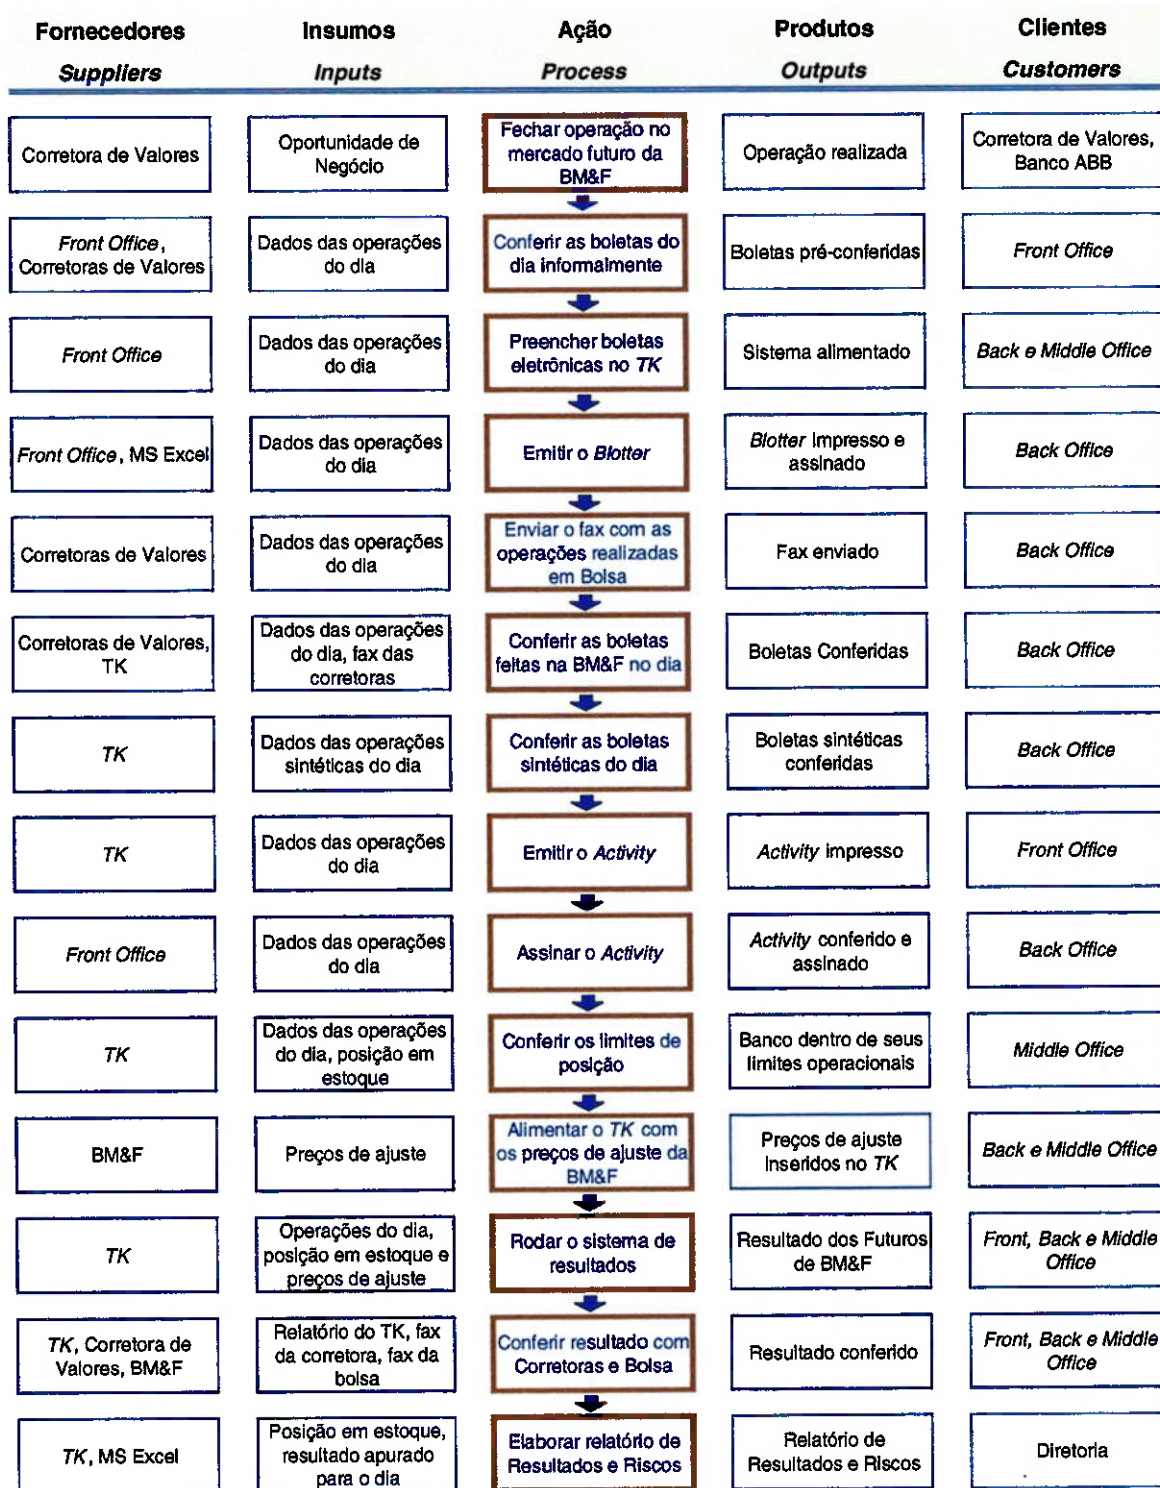 Fornecedores Insumos Ação Produtos Clientes
Suppliers Inputs Process Outputs Customers
Corretora de Valores
Oportunidade de
Negócio
Fechar operação no
mercado futuro da
BM&F
Operação realizada
Corretora de Valores,
Banco ABB
Front Office,
Corretoras de Valores
Dados das operações
do dia
Conferir as boletas do
dia informalmente
Boletas pré-conferidas
Front Office
Front Office
Dados das operações
do dia
Preencher boletas
eletrônicas no TK
Sistema alimentado
Back e Middle Office
Front Office, MS Excel
Dados das operações
do dia
Emitir o Blotter
Blotter Impresso e
assinado
Back Office
Corretoras de Valores
Dados das operações
do dia
Enviar o fax com as
operações realizadas
em Bolsa
Fax enviado
Back Office
Corretoras de Valores,
TK
Dados das operações
do dia, fax das
corretoras
Conferir as boletas
feitas na BM&F no dia
Boletas Conferidas
Back Office
TK
Dados das operações
sintéticas do dia
Conferir as boletas
sintéticas do dia
Boletas sintéticas
conferidas
Back Office
TK
Dados das operações
do dia
Emitir o Activity
Activity impresso
Front Office
Front Office
Dados das operações
do dia
Assinar o Activity
Activity conferido e
assinado
Back Office
TK
Dados das operações
do dia, posição em
estoque
Conferir os limites de
posição
Banco dentro de seus
limites operacionais
Middle Office
BM&F
Preços de ajuste
Alimentar o TK com
os preços de ajuste da
BM&F
Preços de ajuste
Inseridos no TK
Back e Middle Office
TK
Operações do dia,
posição em estoque e
preços de ajuste
Rodar o sistema de
resultados
Resultado dos Futuros
de BM&F
Front, Back e Middle
Office
TK, Corretora de
Valores, BM&F
Relatório do TK, fax
da corretora, fax da
bolsa
Conferir resultado com
Corretoras e Bolsa
Resultado conferido
Front, Back e Middle
Office
TK, MS Excel
Posição em estoque,
resultado apurado
para o dia
Elaborar relatório de
Resultados e Riscos
Relatório de
Resultados e Riscos
Diretoria